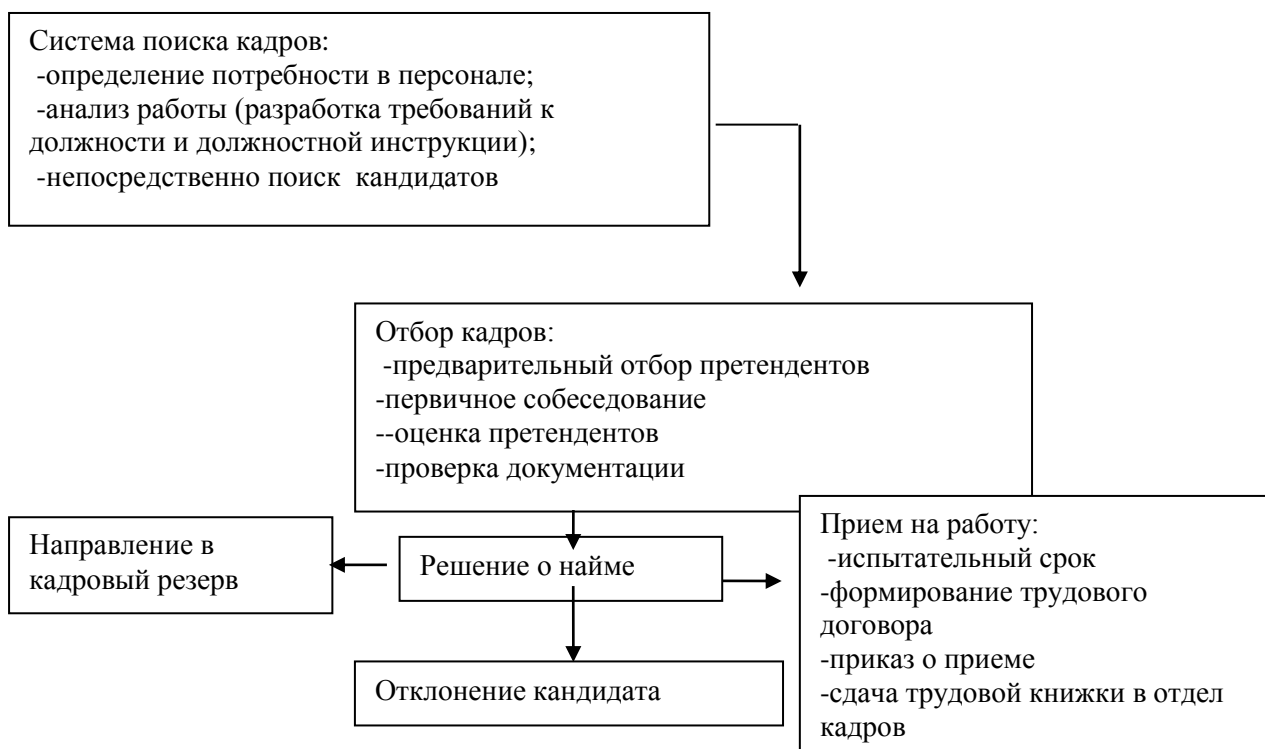 Система поиска кадров:
-определение потребности в персонале;
-анализ работы (разработка требований к
должности и должностной инструкции);
-непосредственно поиск кандидатов
Отбор кадров:
-предварительный отбор претендентов
-первичное собеседование
--оценка претендентов
-проверка документации
Направление в
кадровый резерв
Решение о найме
Прием на работу:
-испытательный срок
-формирование трудового
договора
-приказ о приеме
-сдача трудовой книжки в отдел
кадров
Отклонение кандидата